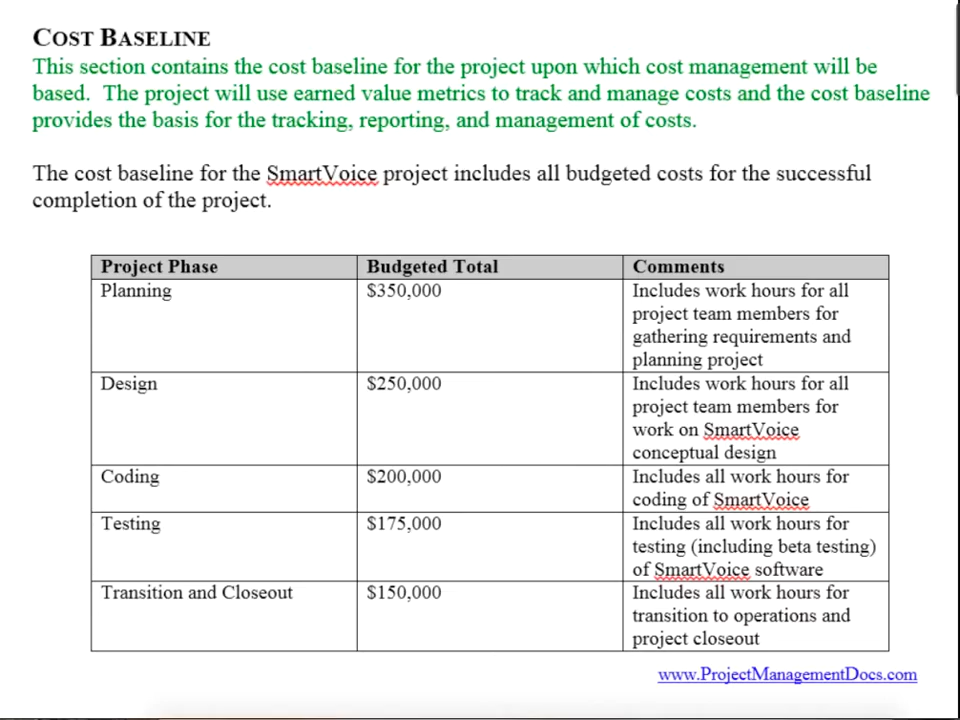 COST BASELINE
This section contains the cost baseline for the project upon which cost management will be
based.  The project will use earned value metrics to track and manage costs and the cost baseline
provides the basis for the tracking, reporting, and management of costs.
The cost baseline for the SmartVoice project includes all budgeted costs for the successful
completion of the project.
Project Phase Budgeted Total Comments
Planning $350,000 Includes work hours for all
project team members for
gathering requirements and
planning project
Design $250,000 Includes work hours for all
project team members for
work on SmartVoice
conceptual design
Coding $200,000 Includes all work hours for
coding of SmartVoice
Testing $175,000 Includes all work hours for
testing (including beta testing)
of SmartVoice software
Transition and Closeout $150,000 Includes all work hours for
transition to operations and
project closeout
www.ProjectManagementDocs.com